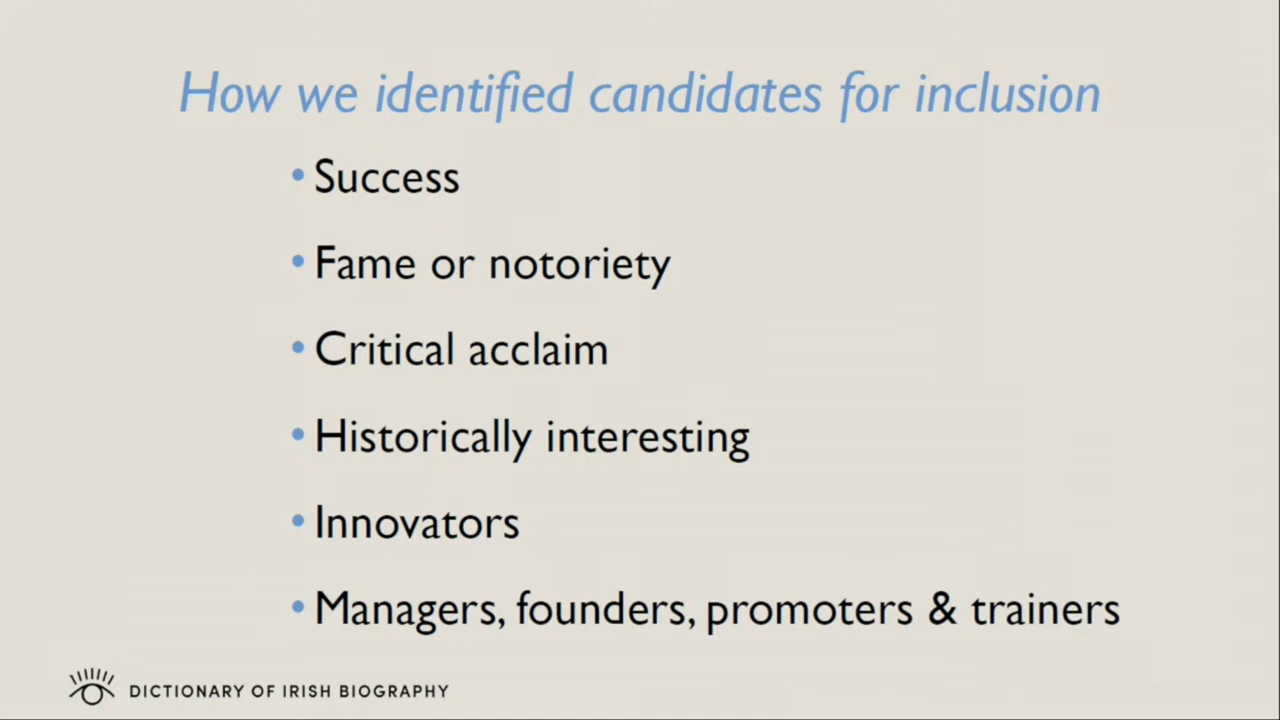 How we identified candidates for inclusion
• Success
• Fame or notoriety
• Critical acclaim
• Historically interesting
• Innovators
• Managers, founders, promoters & trainers
DICTIONARY OF IRISH BIOGRAPHY